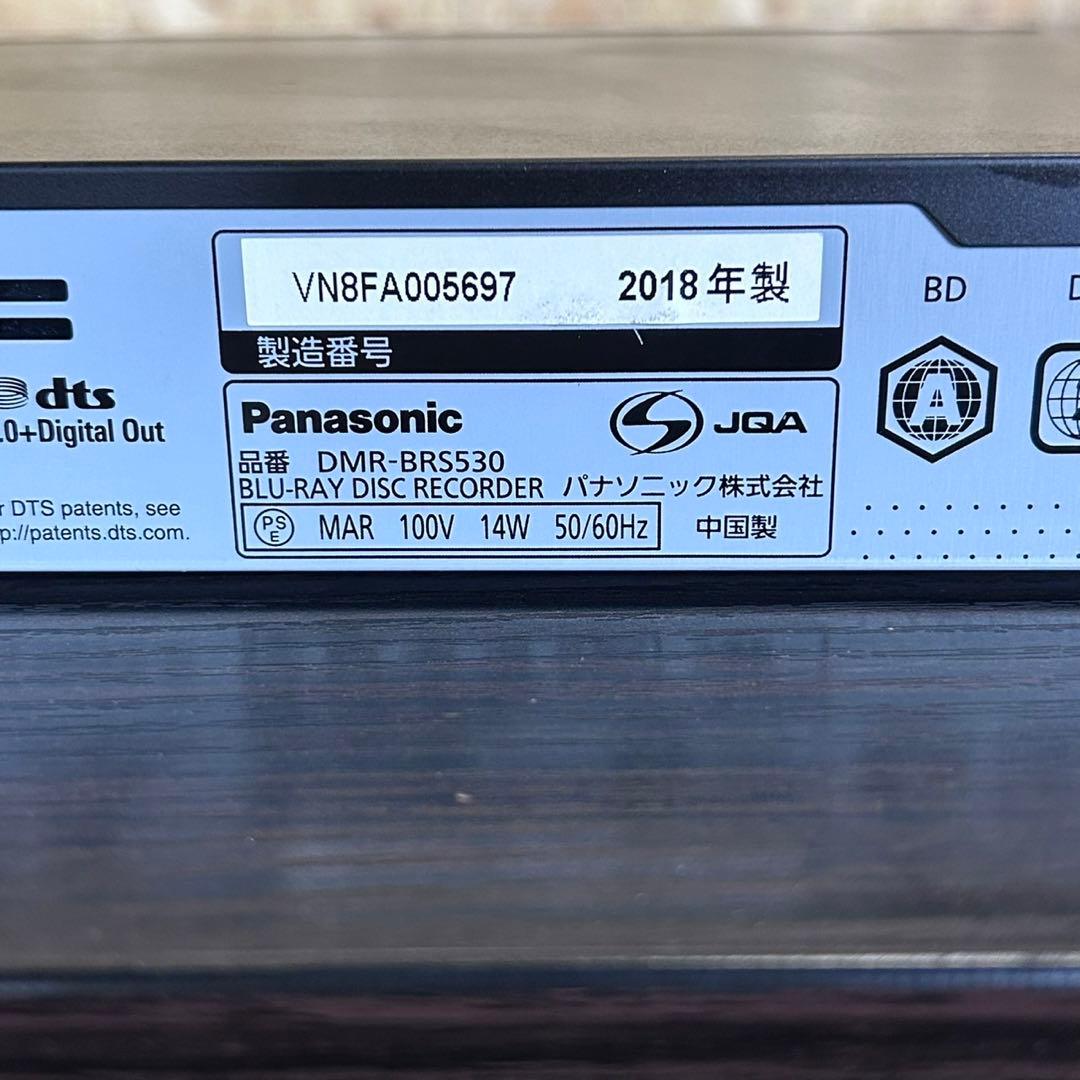 VN8FA005697 2018年製
製造番号
dts
.0+Digital Out
r DTS patents, see
p://patents.dts.com.
Panasonic JQA
品番 DMR-BRS530
BLU-RAY DISC RECORDER パナソニック株式会社
PSE MAR 100V 14W 50/60Hz 中国製
BD
A